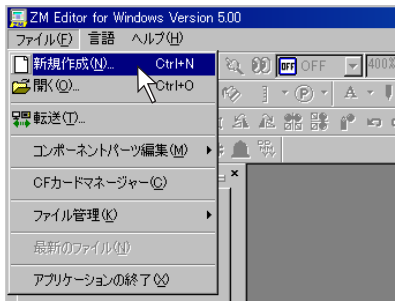 ZM Editor for Windows Version 5.00
ファイル(F) 言語 ヘルプ(H)
新規作成(N)... Ctrl+N
OFF OFF 400%
開く(O)... Ctrl+O
転送(T)...
コンポーネントパーツ編集(M)
CFカードマネージャー(C)
ファイル管理(K)
最新のファイル(N)
アプリケーションの終了(X)